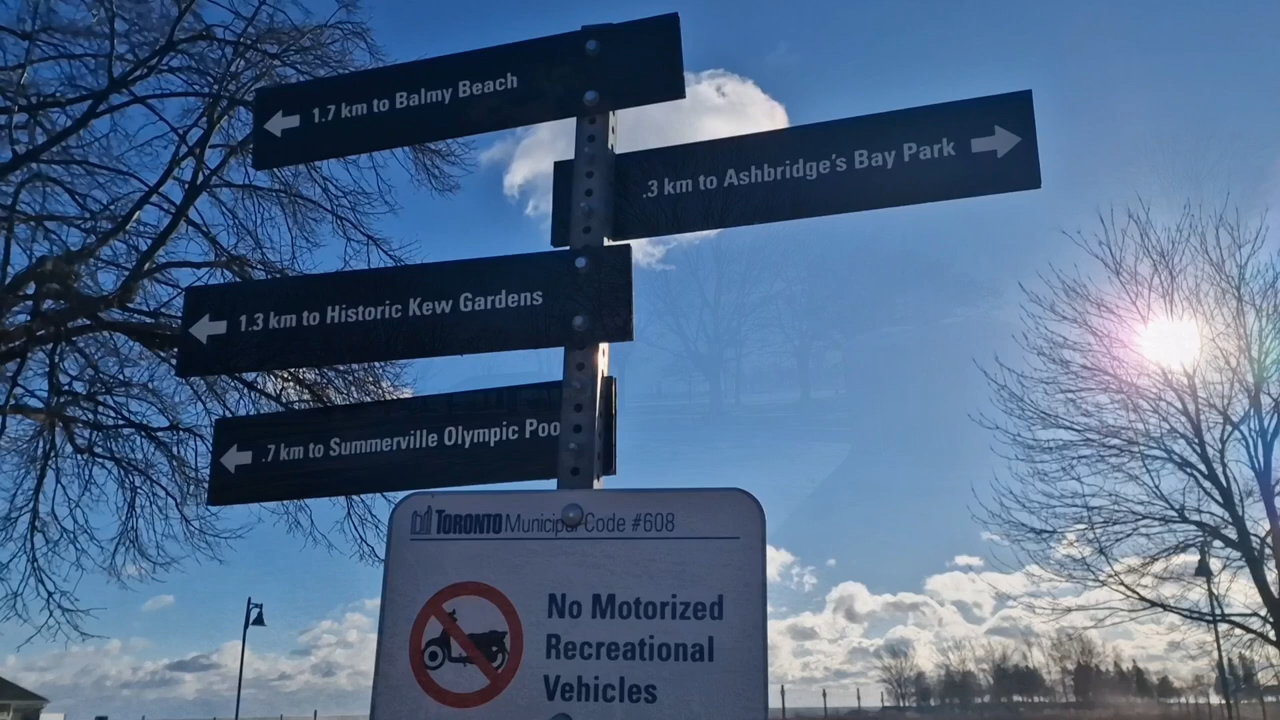 1.7 km to Balmy Beach
.3 km to Ashbridge's Bay Park
1.3 km to Historic Kew Gardens
.7 km to Summerville Olympic Poo
TORONTO Municipal Code #608
No Motorized
Recreational
Vehicles